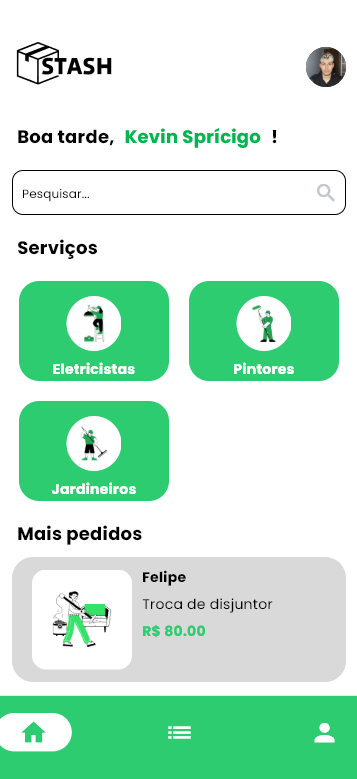 STASH
Boa tarde, Kevin Sprícigo !
Pesquisar...
Serviços
Eletricistas
Pintores
Jardineiros
Mais pedidos
Felipe
Troca de disjuntor
R$ 80.00